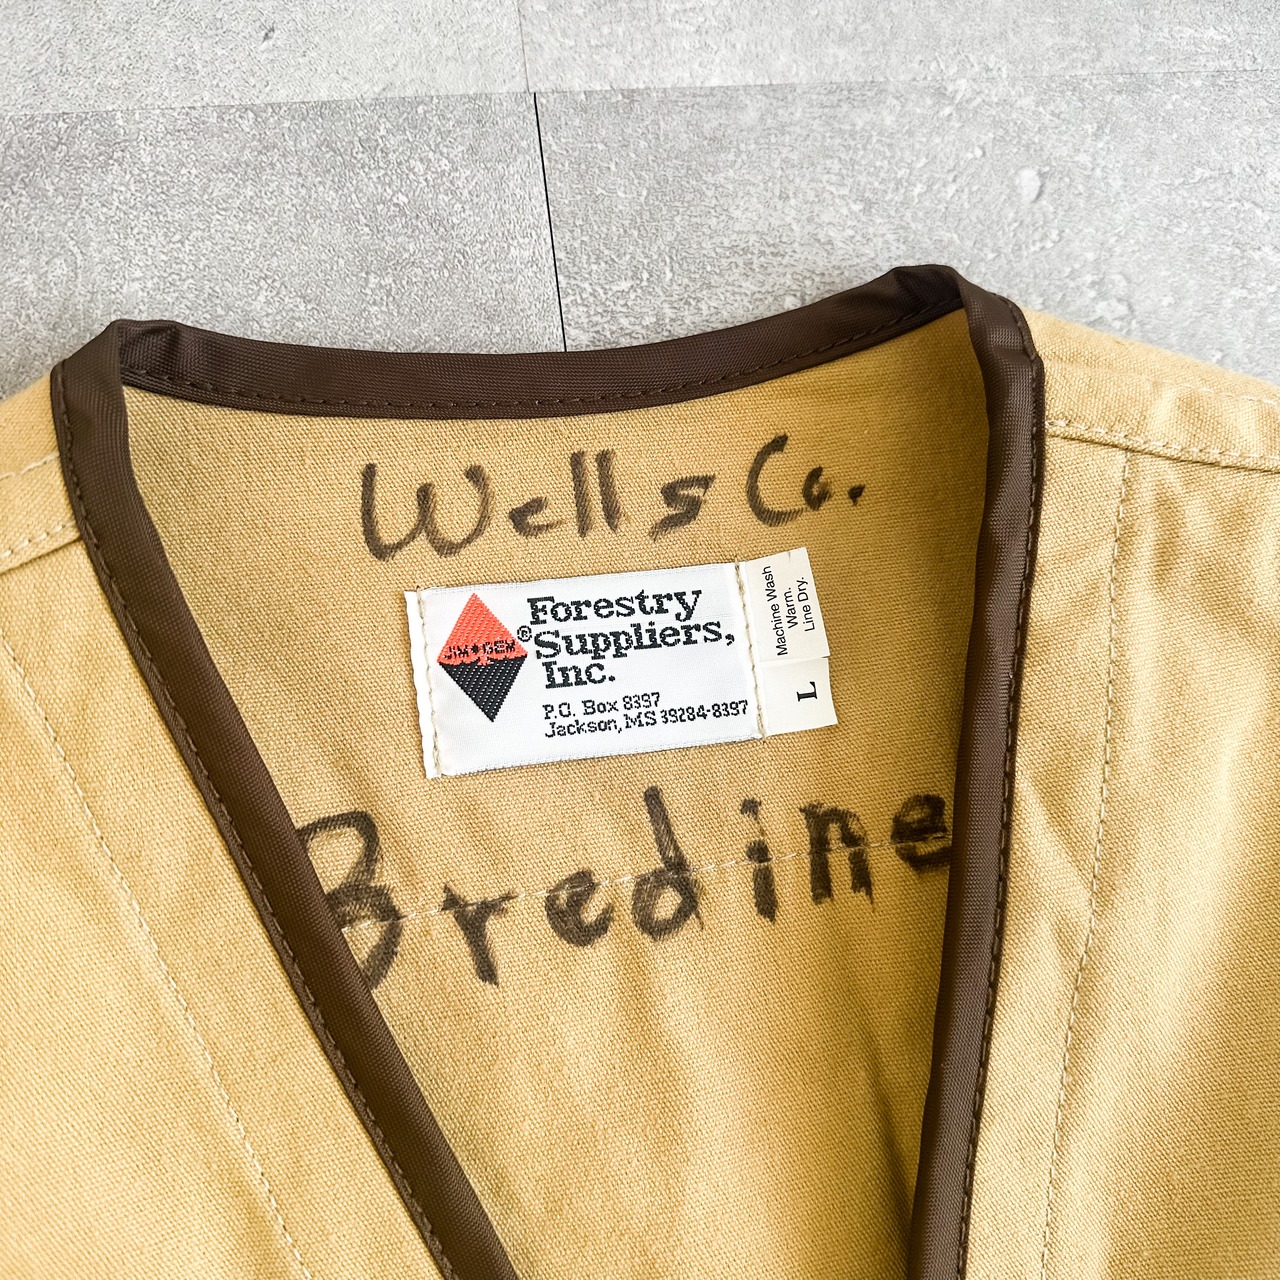 Wells Co.
JIM•GEM
®
Forestry
Suppliers,
Inc.
P.O. Box 8397
Jackson, MS 39284-8397
Machine Wash
Warm.
Line Dry.
L
Bredine